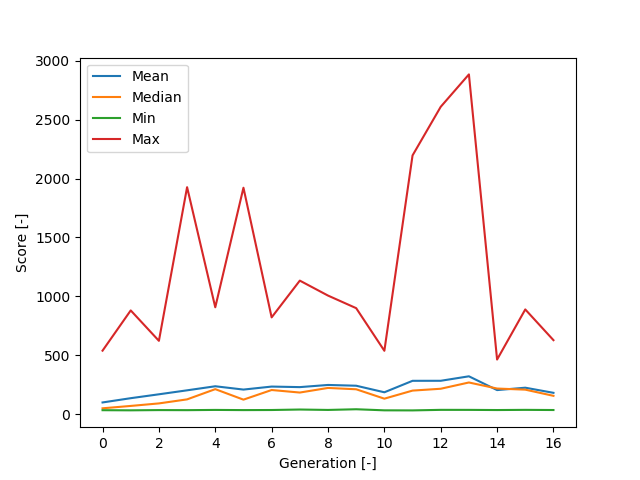 3000
2500
2000
1500
1000
500
0
Score [-]
Mean
Median
Min
Max
0 2 4 6 8 10 12 14 16
Generation [-]